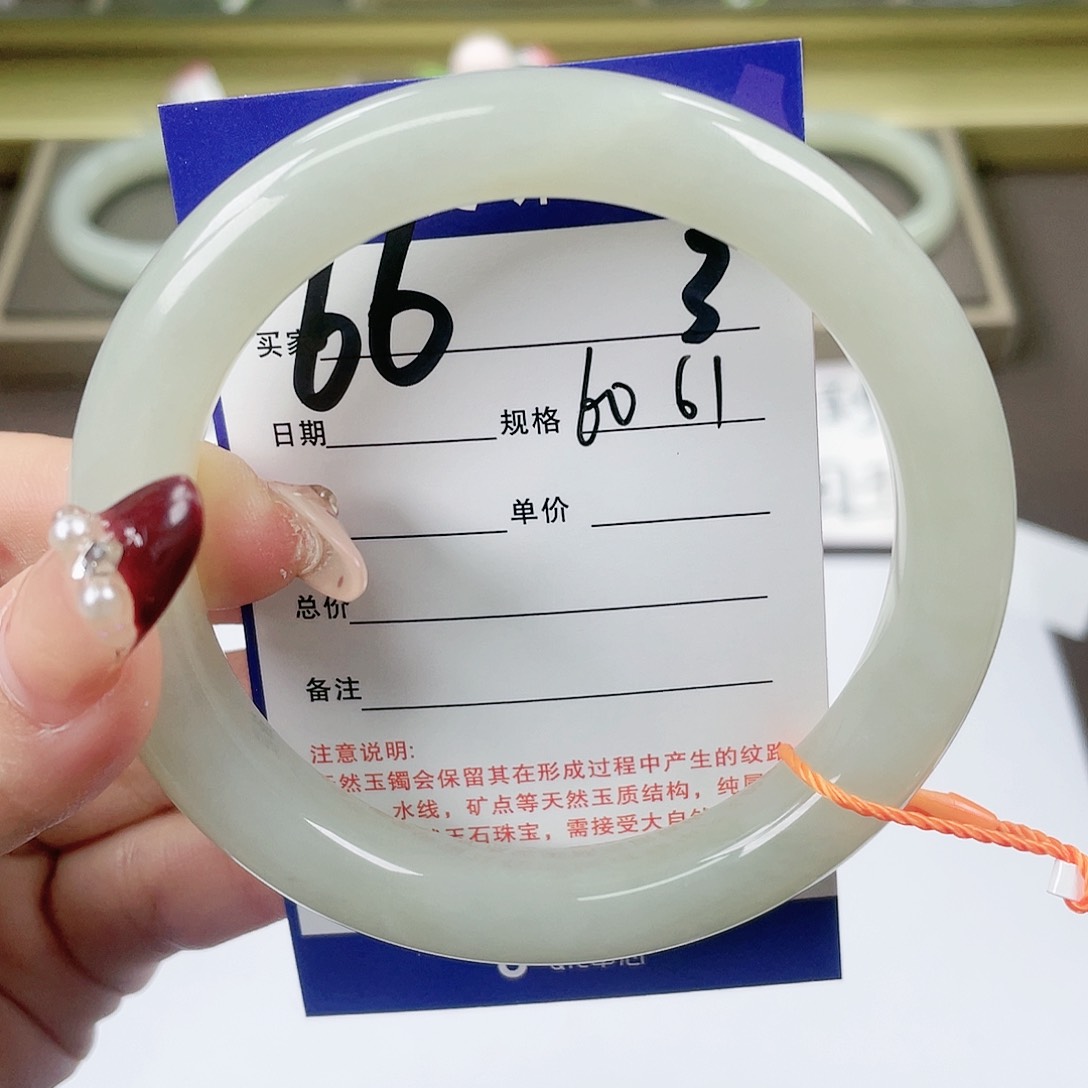 66 3
买家
日期 规格 60 61
单价
总价
备注
注意说明:
然玉镯会保留其在形成过程中产生的纹路
水线，矿点等天然玉质结构，纯属
玉石珠宝，需接受大自